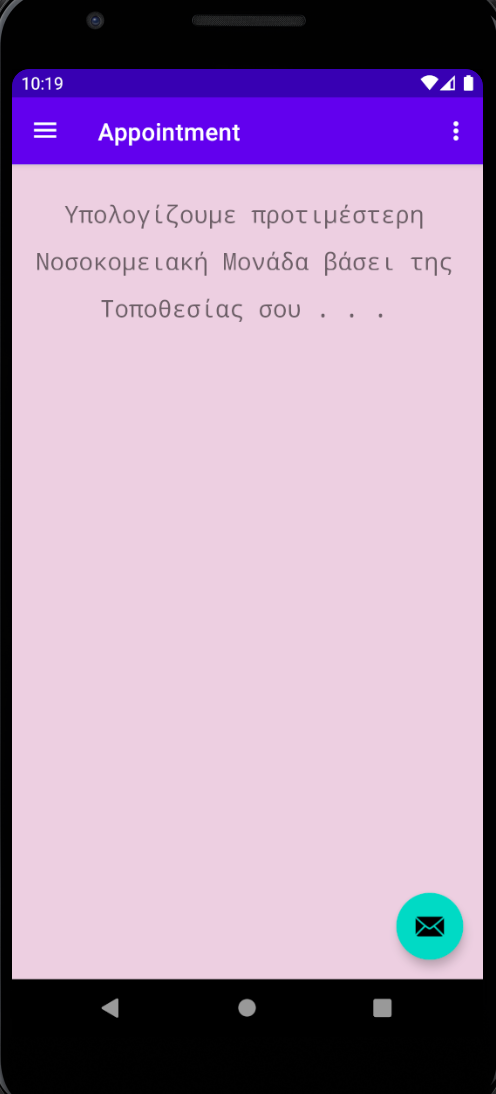 10:19
Appointment
Υπολογίζουμε προτιμέστερη
Νοσοκομειακή Μονάδα βάσει της
Τοποθεσίας σου . . .